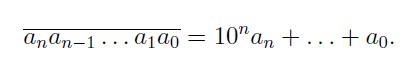 $\overline{a_n a_{n-1} \ldots a_1 a_0} = 10^n a_n + \ldots + a_0.$